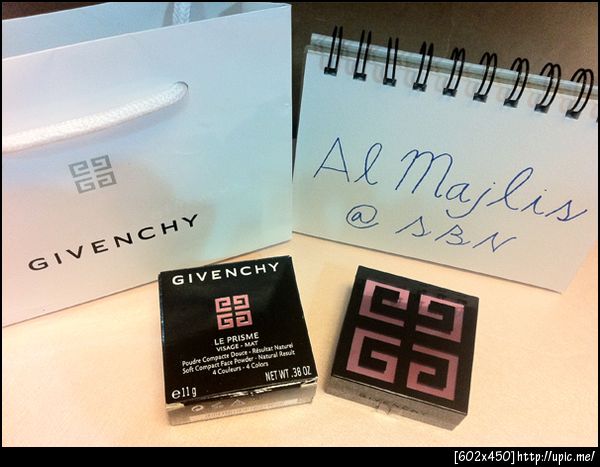 GIVENCHY
Al Majlis
@ SBN
GIVENCHY
LE PRISME
VISAGE - MAT
Poudre Compacte Douce - Résultat Naturel
Soft Compact Face Powder - Natural Result
4 Couleurs - 4 Colors
e11g NET WT .38 OZ
GIVENCHY
[602x450]http://upic.me/